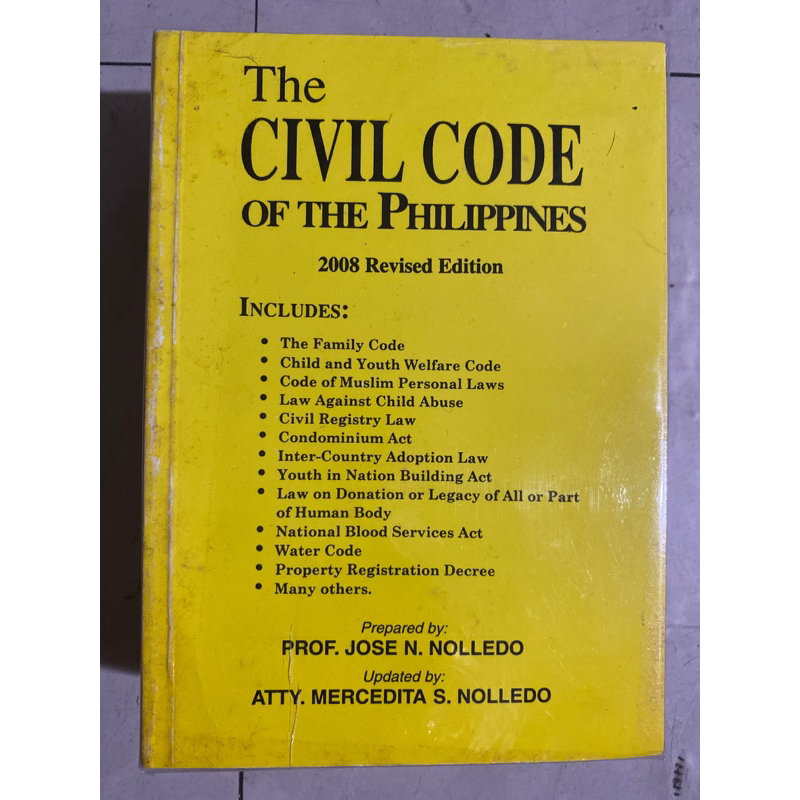 The
CIVIL CODE
OF THE PHILIPPINES
2008 Revised Edition
INCLUDES:
• The Family Code
• Child and Youth Welfare Code
• Code of Muslim Personal Laws
• Law Against Child Abuse
• Civil Registry Law
• Condominium Act
• Inter-Country Adoption Law
• Youth in Nation Building Act
• Law on Donation or Legacy of All or Part
of Human Body
• National Blood Services Act
• Water Code
• Property Registration Decree
• Many others.
Prepared by:
PROF. JOSE N. NOLLEDO
Updated by:
ATTY. MERCEDITA S. NOLLEDO